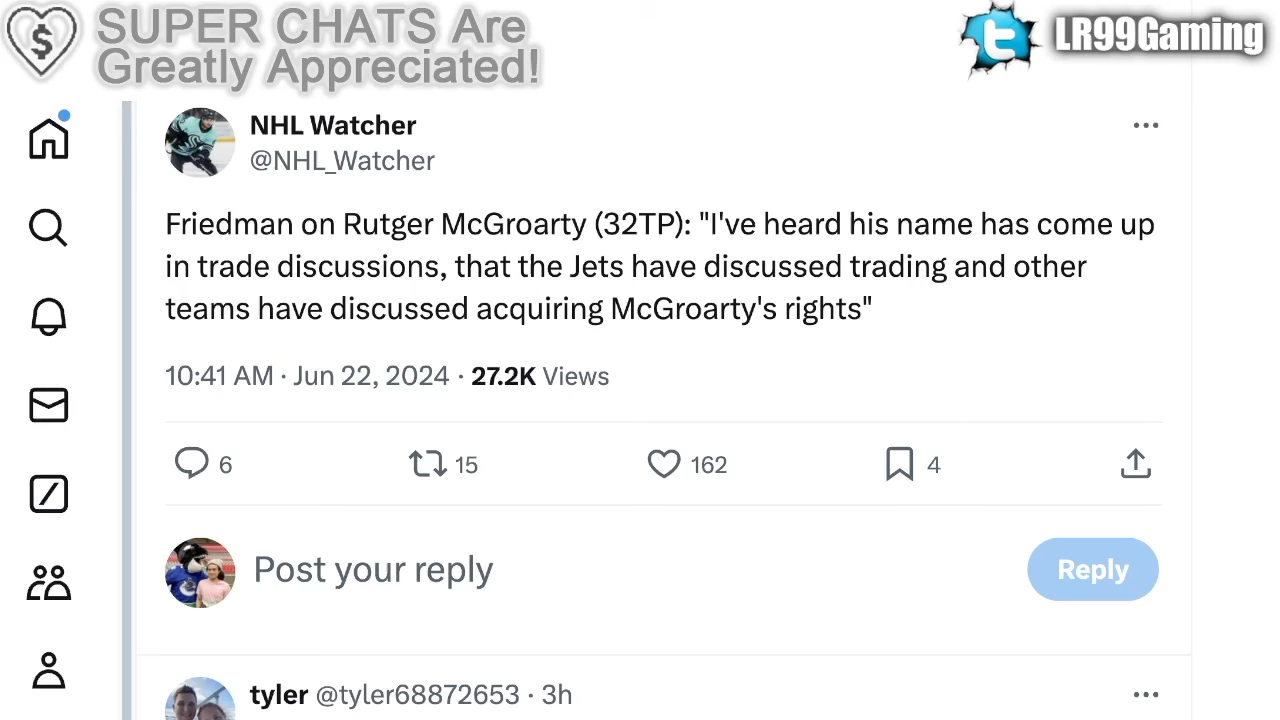 SUPER CHATS Are
Greatly Appreciated!
LR99Gaming
NHL Watcher
@NHL_Watcher
Friedman on Rutger McGroarty (32TP): "I've heard his name has come up
in trade discussions, that the Jets have discussed trading and other
teams have discussed acquiring McGroarty's rights"
10:41 AM · Jun 22, 2024 · 27.2K Views
6 15 162 4
Post your reply
Reply
tyler @tyler68872653 · 3h